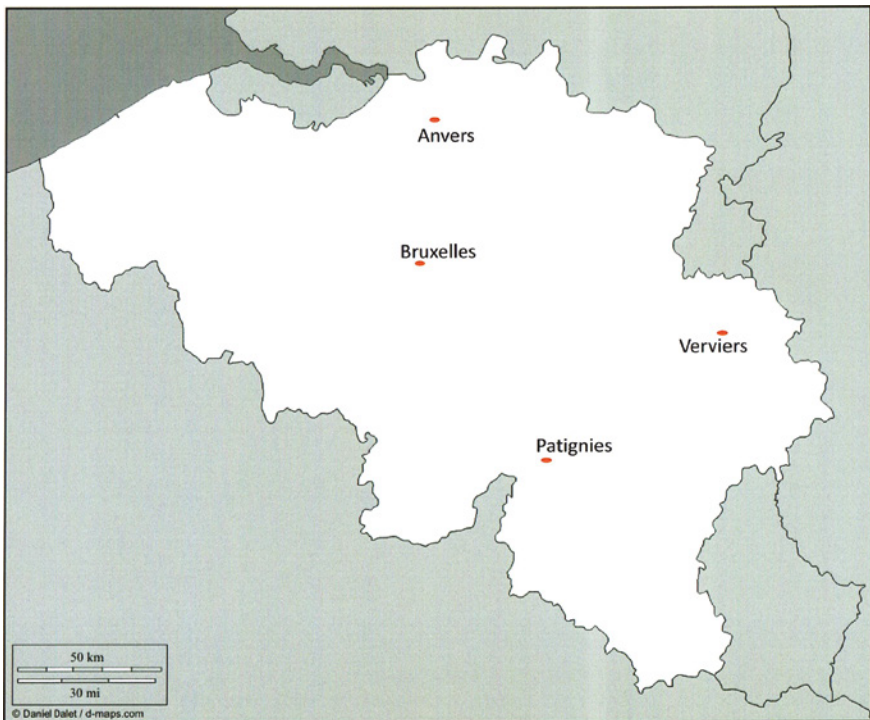 Anvers
Bruxelles
Verviers
Patignies
50 km
30 mi
© Daniel Dalet / d-maps.com